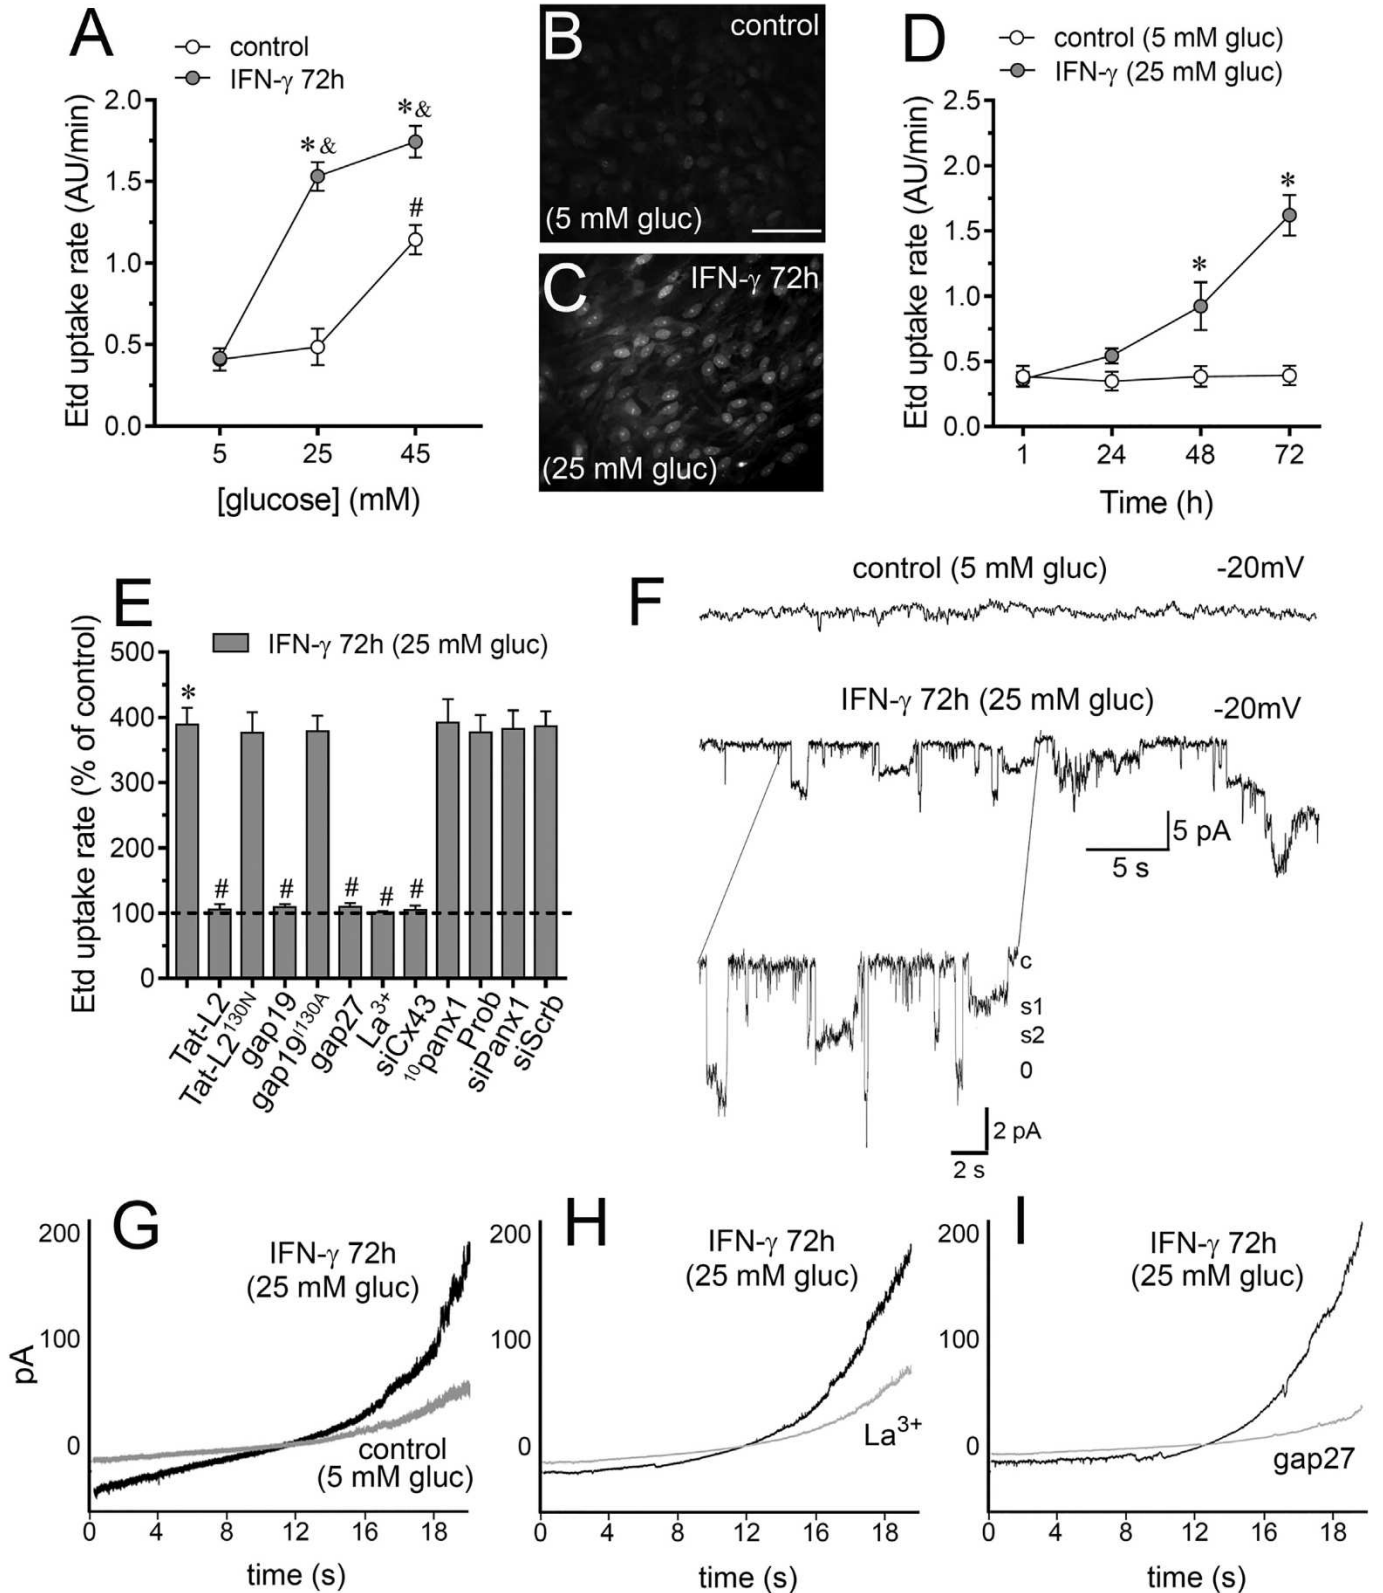 A
control
IFN-γ 72h
Etd uptake rate (AU/min)
2.0
1.5
1.0
0.5
0.0
*&
*&
#
5 25 45
[glucose] (mM)
B
control
(5 mM gluc)
C
IFN-γ 72h
(25 mM gluc)
D
control (5 mM gluc)
IFN-γ (25 mM gluc)
Etd uptake rate (AU/min)
2.5
2.0
1.5
1.0
0.5
0.0
*
*
1 24 48 72
Time (h)
E
IFN-γ 72h (25 mM gluc)
Etd uptake rate (% of control)
500
400
300
200
100
0
*
# # # # #
Tat-L2
Tat-L2130N
gap19
gap19I130A
gap27
La3+
siCx43
10panx1
Prob
siPanx1
siScrb
F
control (5 mM gluc) -20mV
IFN-γ 72h (25 mM gluc) -20mV
5 pA
5 s
c
s1
s2
0
2 pA
2 s
G
pA
200
100
0
IFN-γ 72h
(25 mM gluc)
control
(5 mM gluc)
0 4 8 12 16 18
time (s)
H
200
100
0
IFN-γ 72h
(25 mM gluc)
La3+
0 4 8 12 16 18
time (s)
I
200
100
0
IFN-γ 72h
(25 mM gluc)
gap27
0 4 8 12 16 18
time (s)